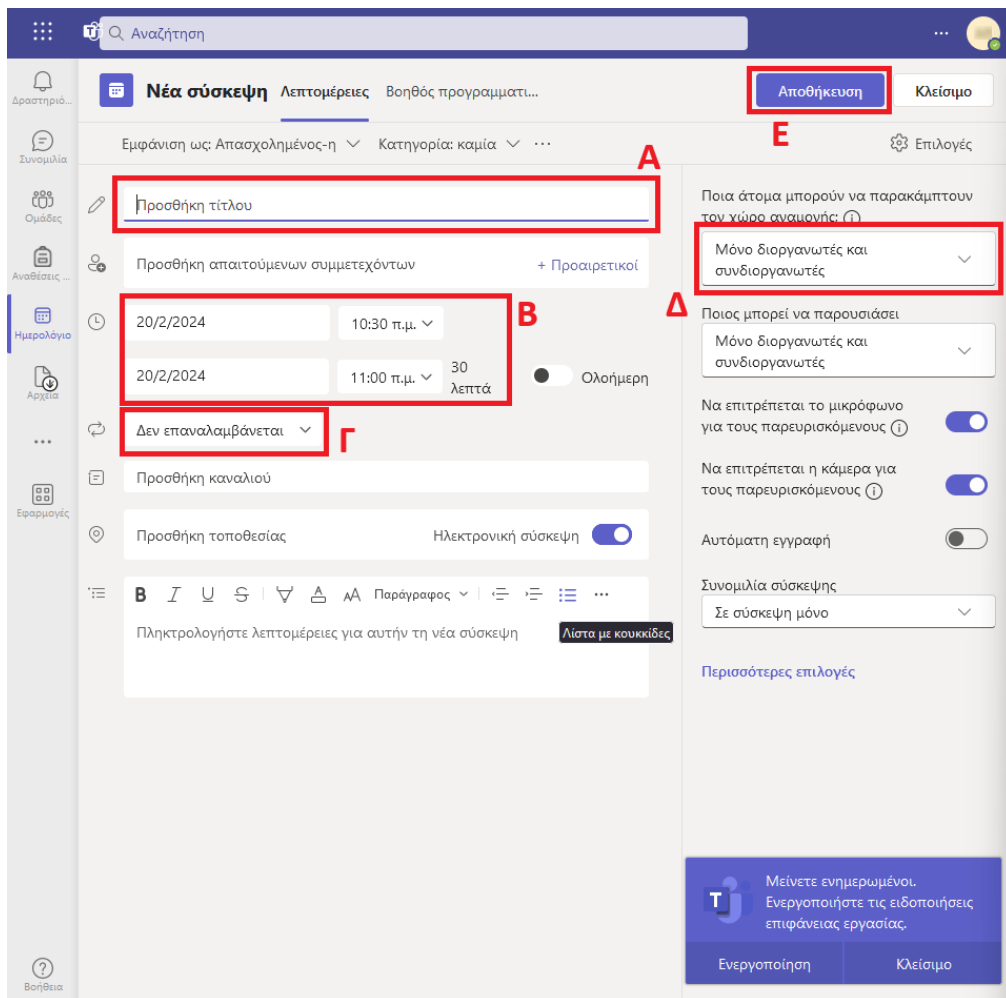 Αναζήτηση
Δραστηριό...
Συνομιλία
Ομάδες
Αναθέσεις ...
Ημερολόγιο
Αρχεία
Εφαρμογές
Βοήθεια
Νέα σύσκεψη Λεπτομέρειες Βοηθός προγραμματι...
Αποθήκευση Κλείσιμο
Ε
Εμφάνιση ως: Απασχολημένος-η Κατηγορία: καμία ...
Επιλογές
Α
Προσθήκη τίτλου
Προσθήκη απαιτούμενων συμμετεχόντων + Προαιρετικοί
Β
20/2/2024 10:30 π.μ.
20/2/2024 11:00 π.μ. 30
λεπτά
Ολοήμερη
Δεν επαναλαμβάνεται
Γ
Προσθήκη καναλιού
Προσθήκη τοποθεσίας Ηλεκτρονική σύσκεψη
B I U S A AA Παράγραφος ...
Πληκτρολογήστε λεπτομέρειες για αυτήν τη νέα σύσκεψη
Λίστα με κουκκίδες
Ποια άτομα μπορούν να παρακάμπτουν
τον χώρο αναμονής;
Μόνο διοργανωτές και
συνδιοργανωτές
Δ
Ποιος μπορεί να παρουσιάσει
Μόνο διοργανωτές και
συνδιοργανωτές
Να επιτρέπεται το μικρόφωνο
για τους παρευρισκόμενους
Να επιτρέπεται η κάμερα για
τους παρευρισκόμενους
Αυτόματη εγγραφή
Συνομιλία σύσκεψης
Σε σύσκεψη μόνο
Περισσότερες επιλογές
T
Μείνετε ενημερωμένοι.
Ενεργοποιήστε τις ειδοποιήσεις
επιφάνειας εργασίας.
Ενεργοποίηση Κλείσιμο